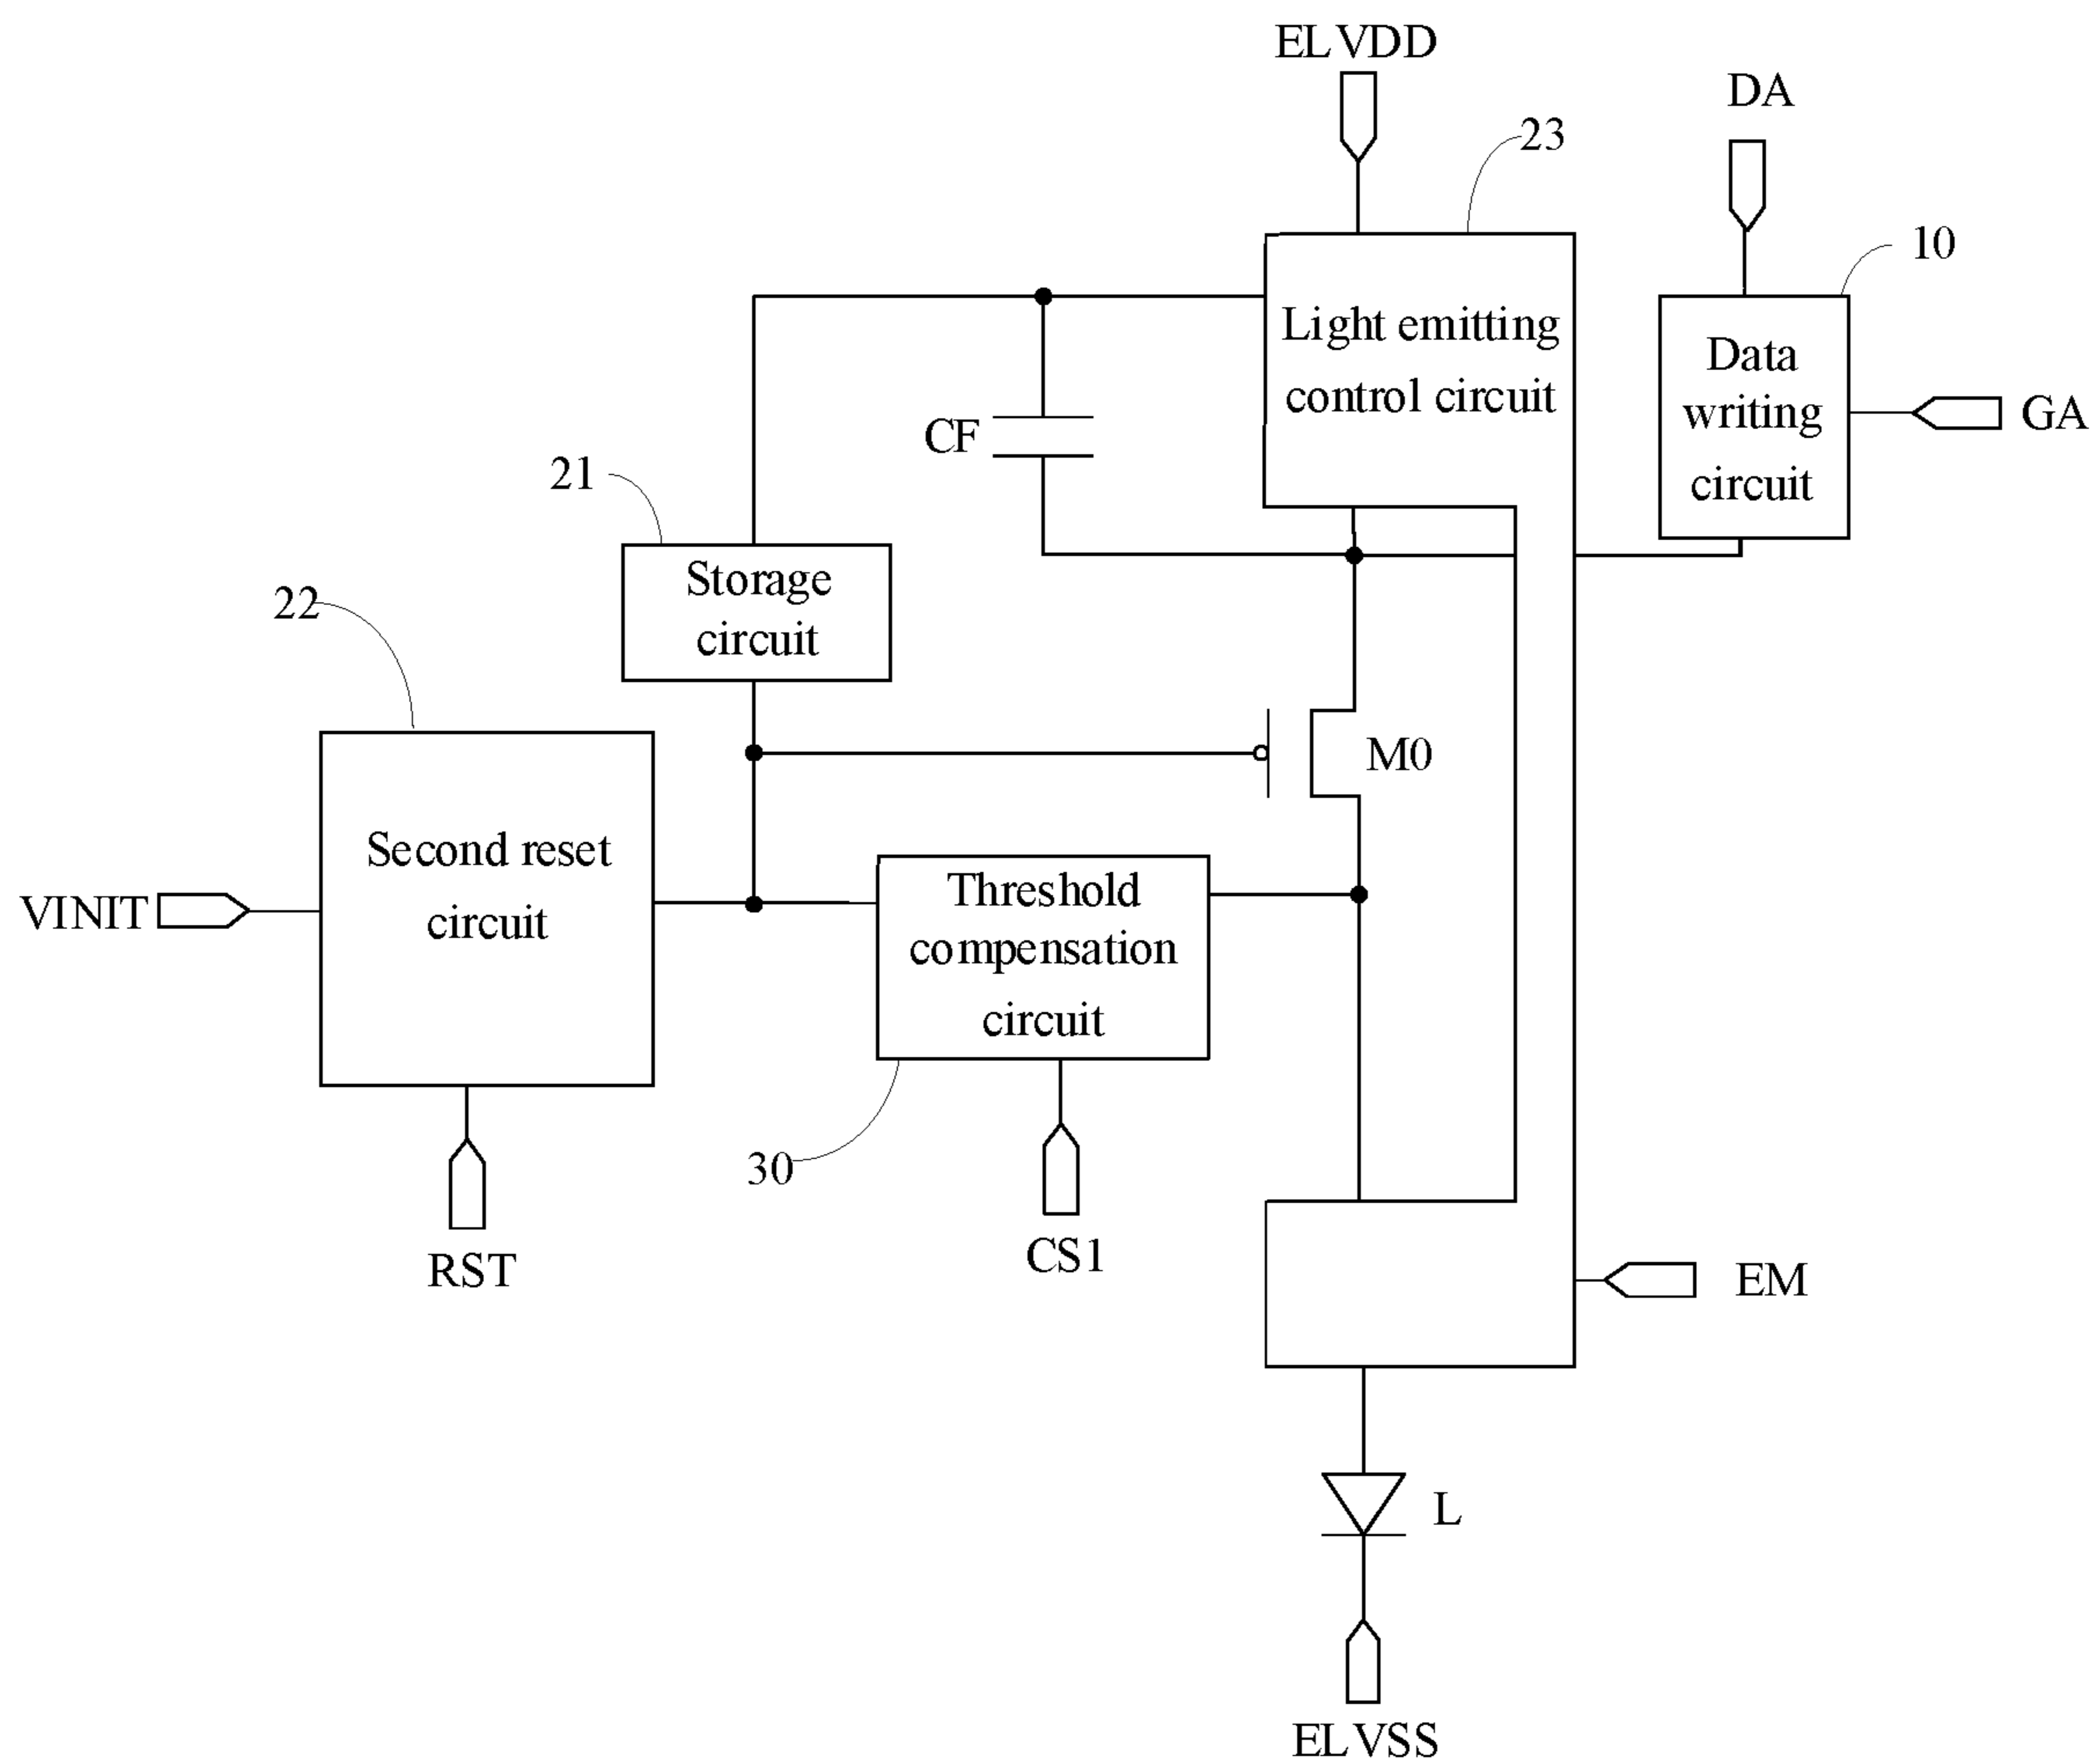 ELVDD
DA
23
10
Light emitting
control circuit
Data
writing
circuit
GA
CF
21
Storage
circuit
22
M0
Second reset
circuit
VINIT
Threshold
compensation
circuit
30
RST
CS1
EM
L
ELVSS